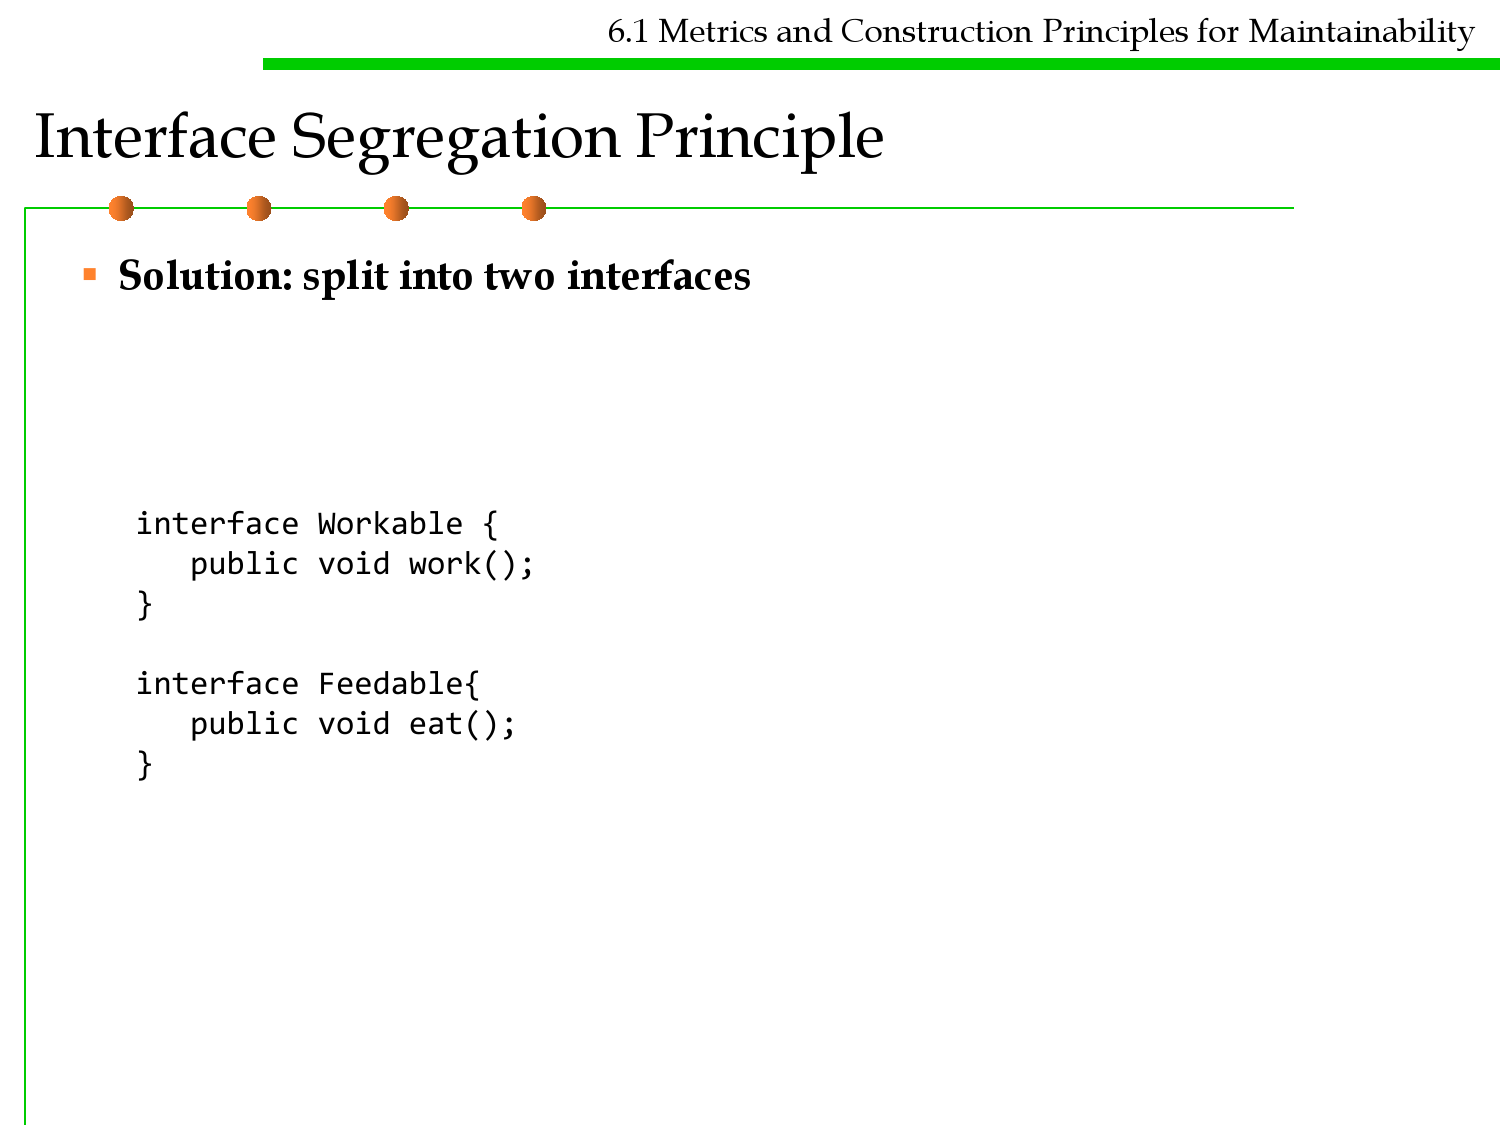 6.1 Metrics and Construction Principles for Maintainability
Interface Segregation Principle
▪ Solution: split into two interfaces
interface Workable {
   public void work();
}
interface Feedable{
   public void eat();
}